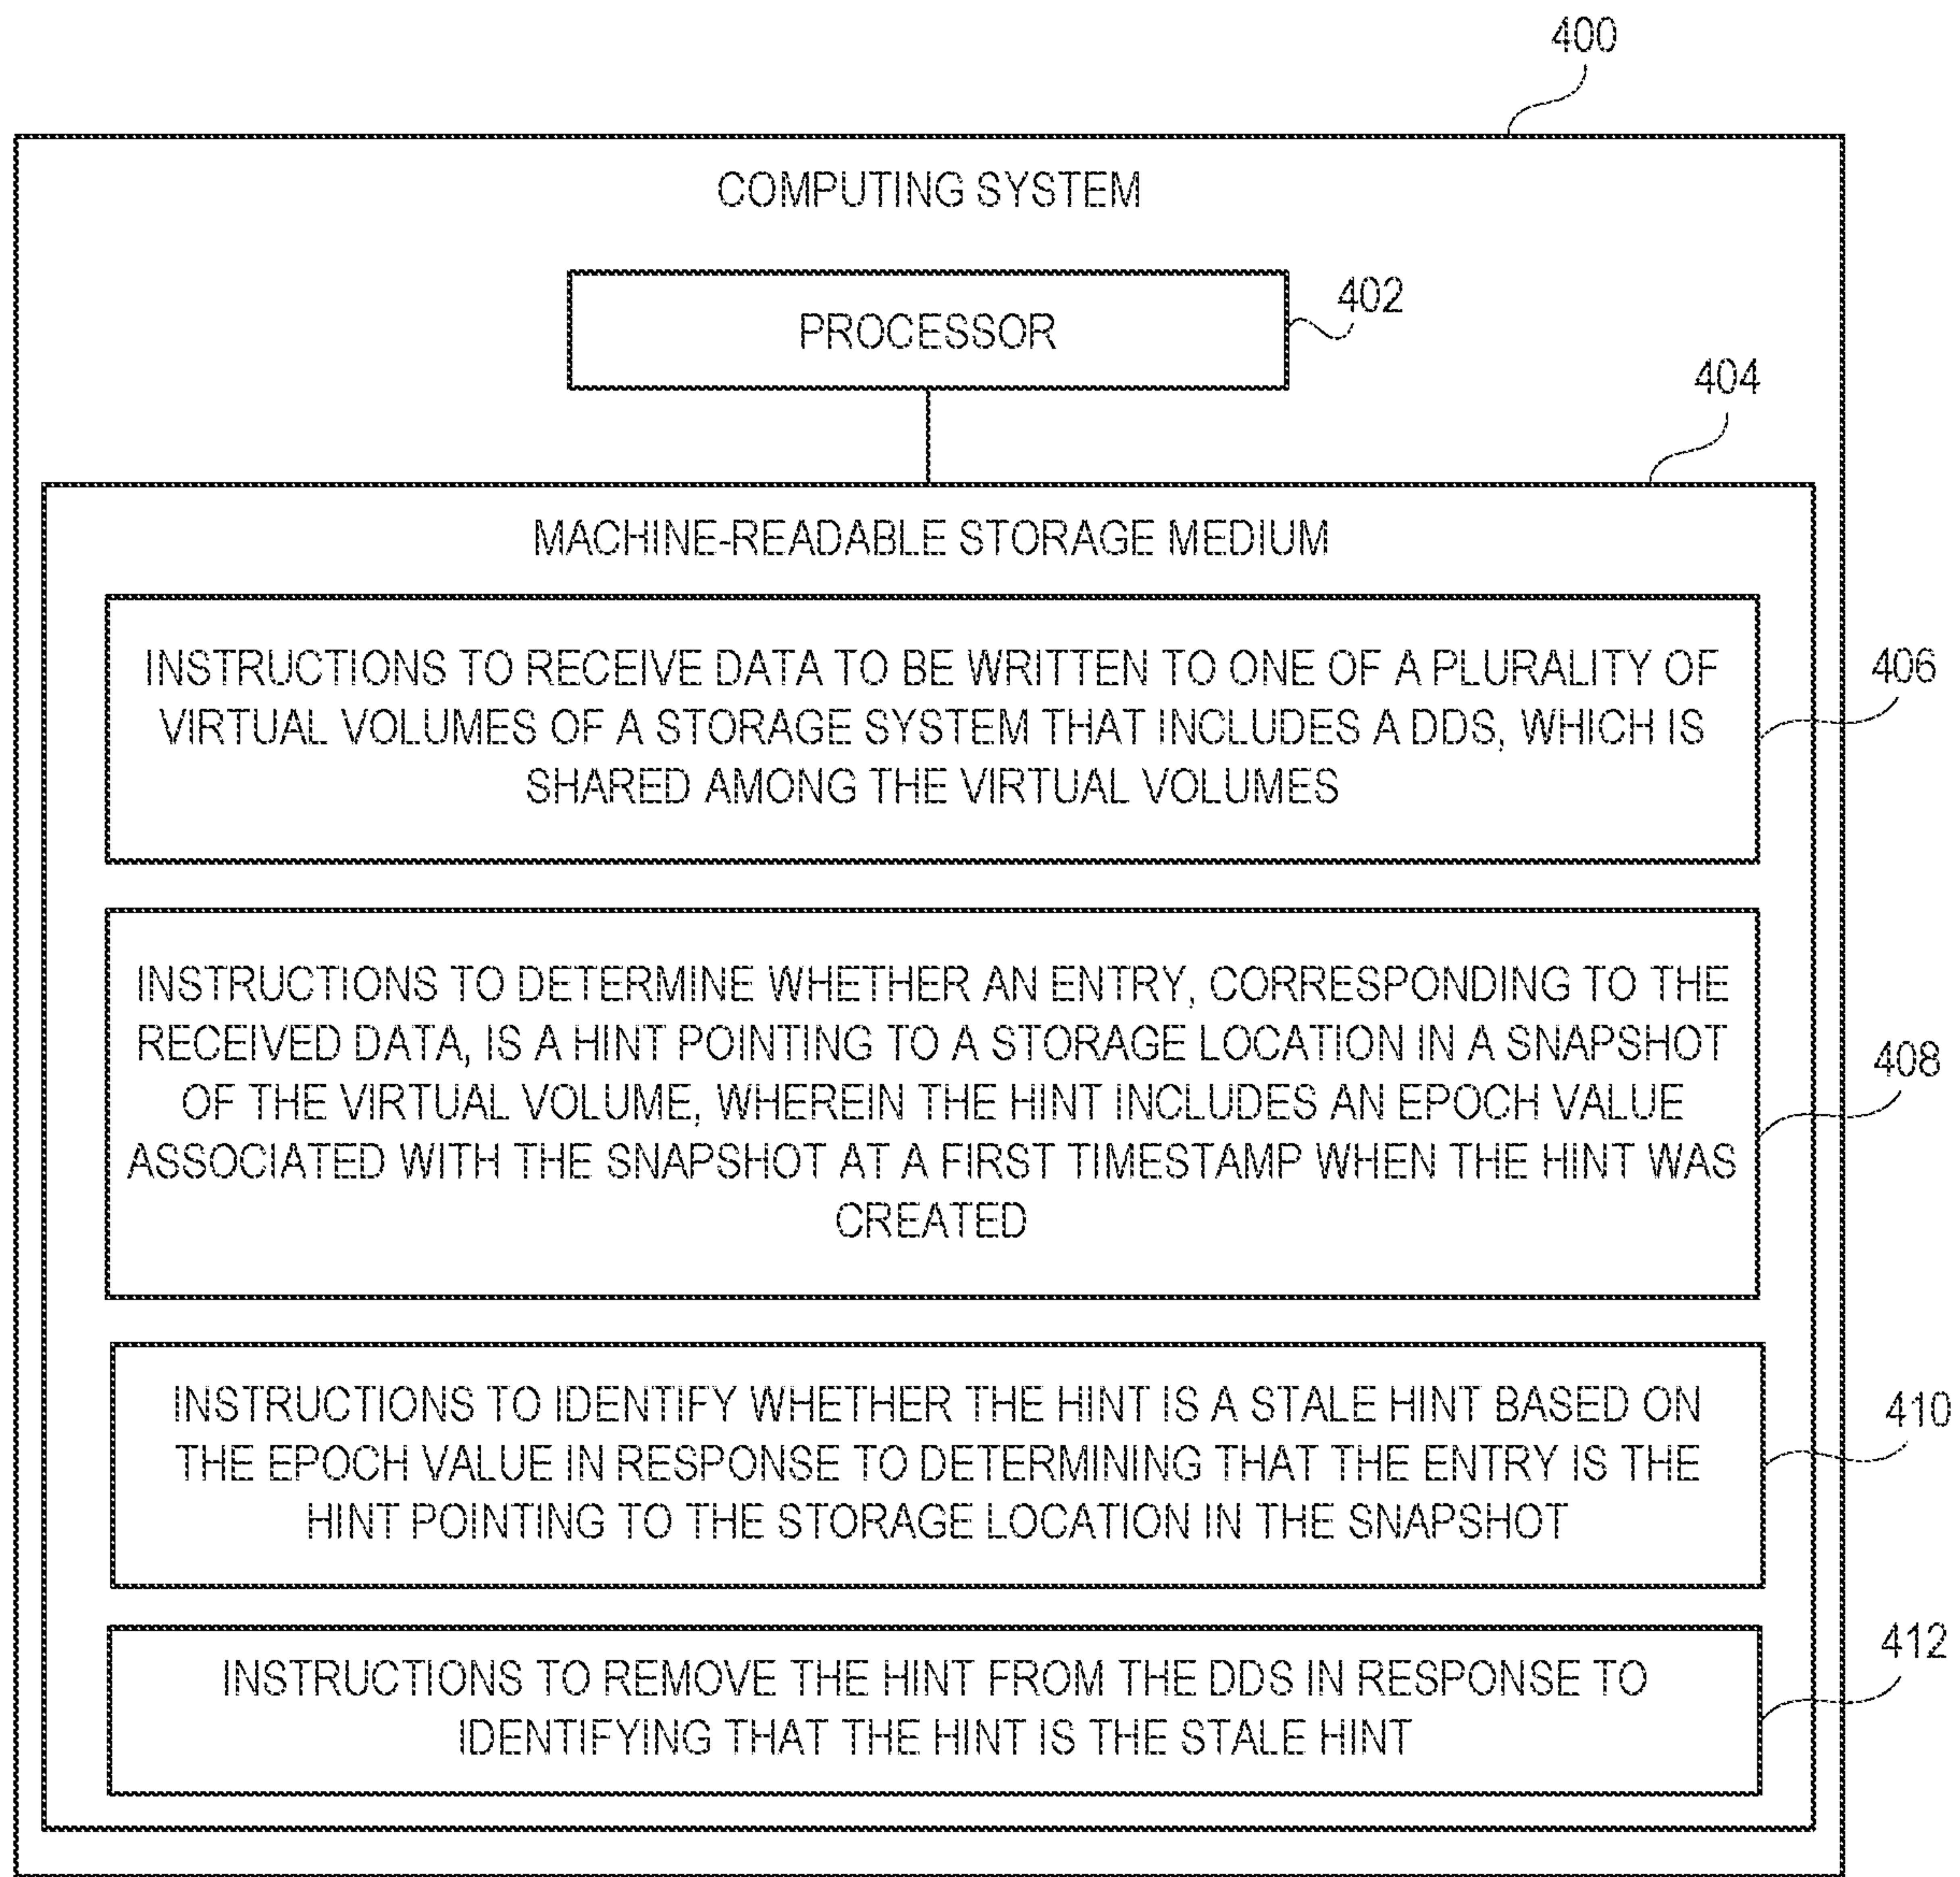 400
COMPUTING SYSTEM
PROCESSOR
402
404
MACHINE-READABLE STORAGE MEDIUM
INSTRUCTIONS TO RECEIVE DATA TO BE WRITTEN TO ONE OF A PLURALITY OF
VIRTUAL VOLUMES OF A STORAGE SYSTEM THAT INCLUDES A DDS, WHICH IS
SHARED AMONG THE VIRTUAL VOLUMES
406
INSTRUCTIONS TO DETERMINE WHETHER AN ENTRY, CORRESPONDING TO THE
RECEIVED DATA, IS A HINT POINTING TO A STORAGE LOCATION IN A SNAPSHOT
OF THE VIRTUAL VOLUME, WHEREIN THE HINT INCLUDES AN EPOCH VALUE
ASSOCIATED WITH THE SNAPSHOT AT A FIRST TIMESTAMP WHEN THE HINT WAS
CREATED
408
INSTRUCTIONS TO IDENTIFY WHETHER THE HINT IS A STALE HINT BASED ON
THE EPOCH VALUE IN RESPONSE TO DETERMINING THAT THE ENTRY IS THE
HINT POINTING TO THE STORAGE LOCATION IN THE SNAPSHOT
410
INSTRUCTIONS TO REMOVE THE HINT FROM THE DDS IN RESPONSE TO
IDENTIFYING THAT THE HINT IS THE STALE HINT
412